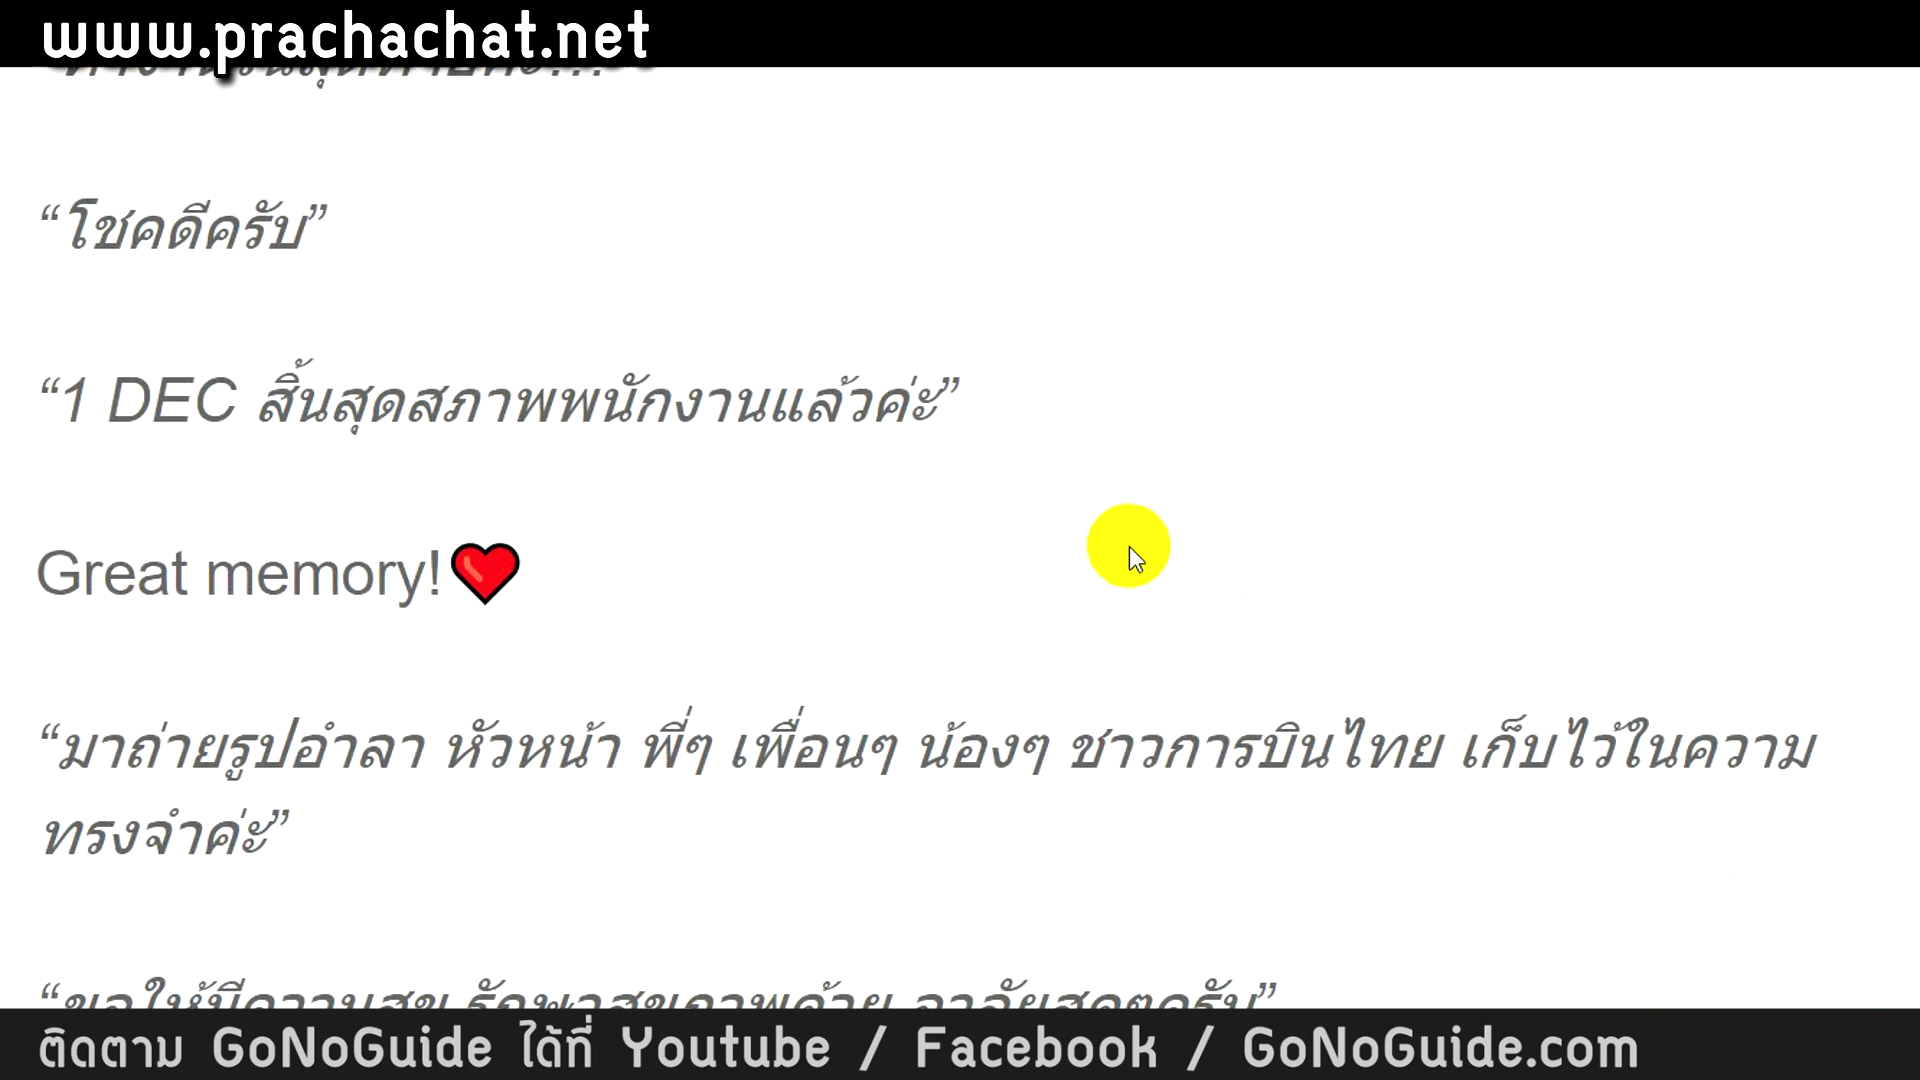 www.prachachat.net
“โชคดีครับ”
“1 DEC สิ้นสุดสภาพพนักงานแล้วค่ะ”
Great memory!❤
“มาถ่ายรูปอำลา หัวหน้า พี่ๆ เพื่อนๆ น้องๆ ชาวการบินไทย เก็บไว้ในความ
ทรงจำค่ะ”
ติดตาม GoNoGuide ได้ที่ Youtube / Facebook / GoNoGuide.com